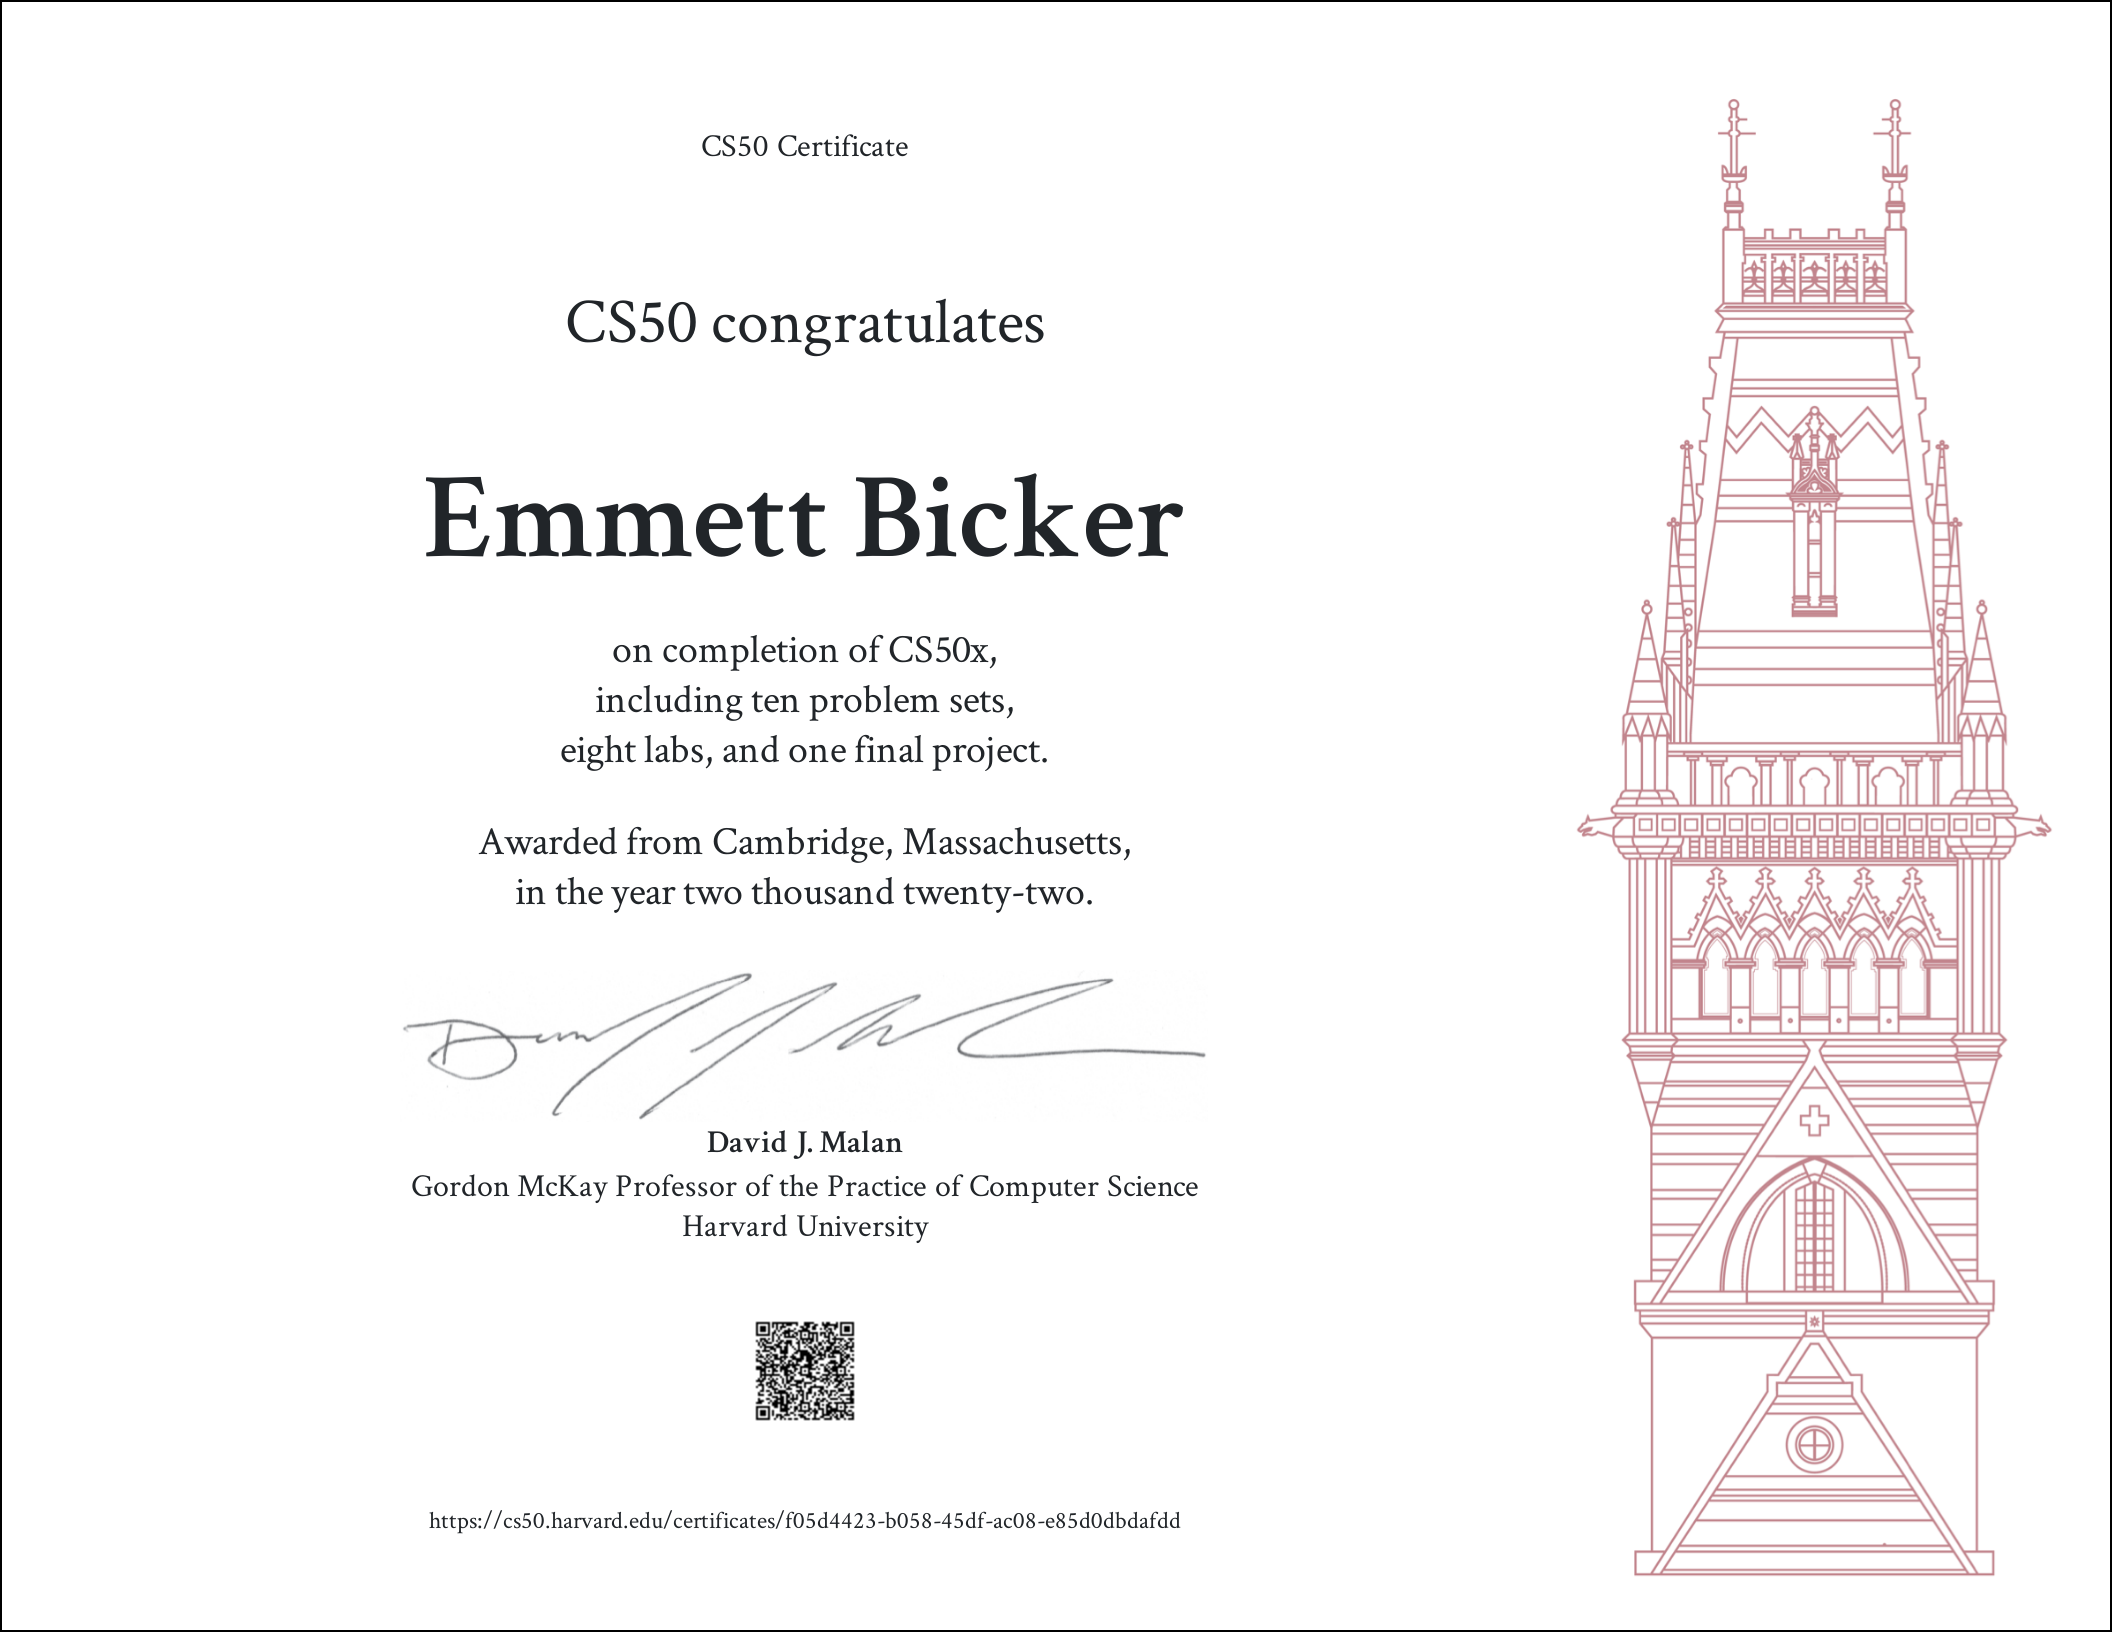 CS50 Certificate
CS50 congratulates
Emmett Bicker
on completion of CS50x,
including ten problem sets,
eight labs, and one final project.
Awarded from Cambridge, Massachusetts,
in the year two thousand twenty-two.
David J. Malan
Gordon McKay Professor of the Practice of Computer Science
Harvard University
https://cs50.harvard.edu/certificates/f05d4423-b058-45df-ac08-e85d0dbdafdd